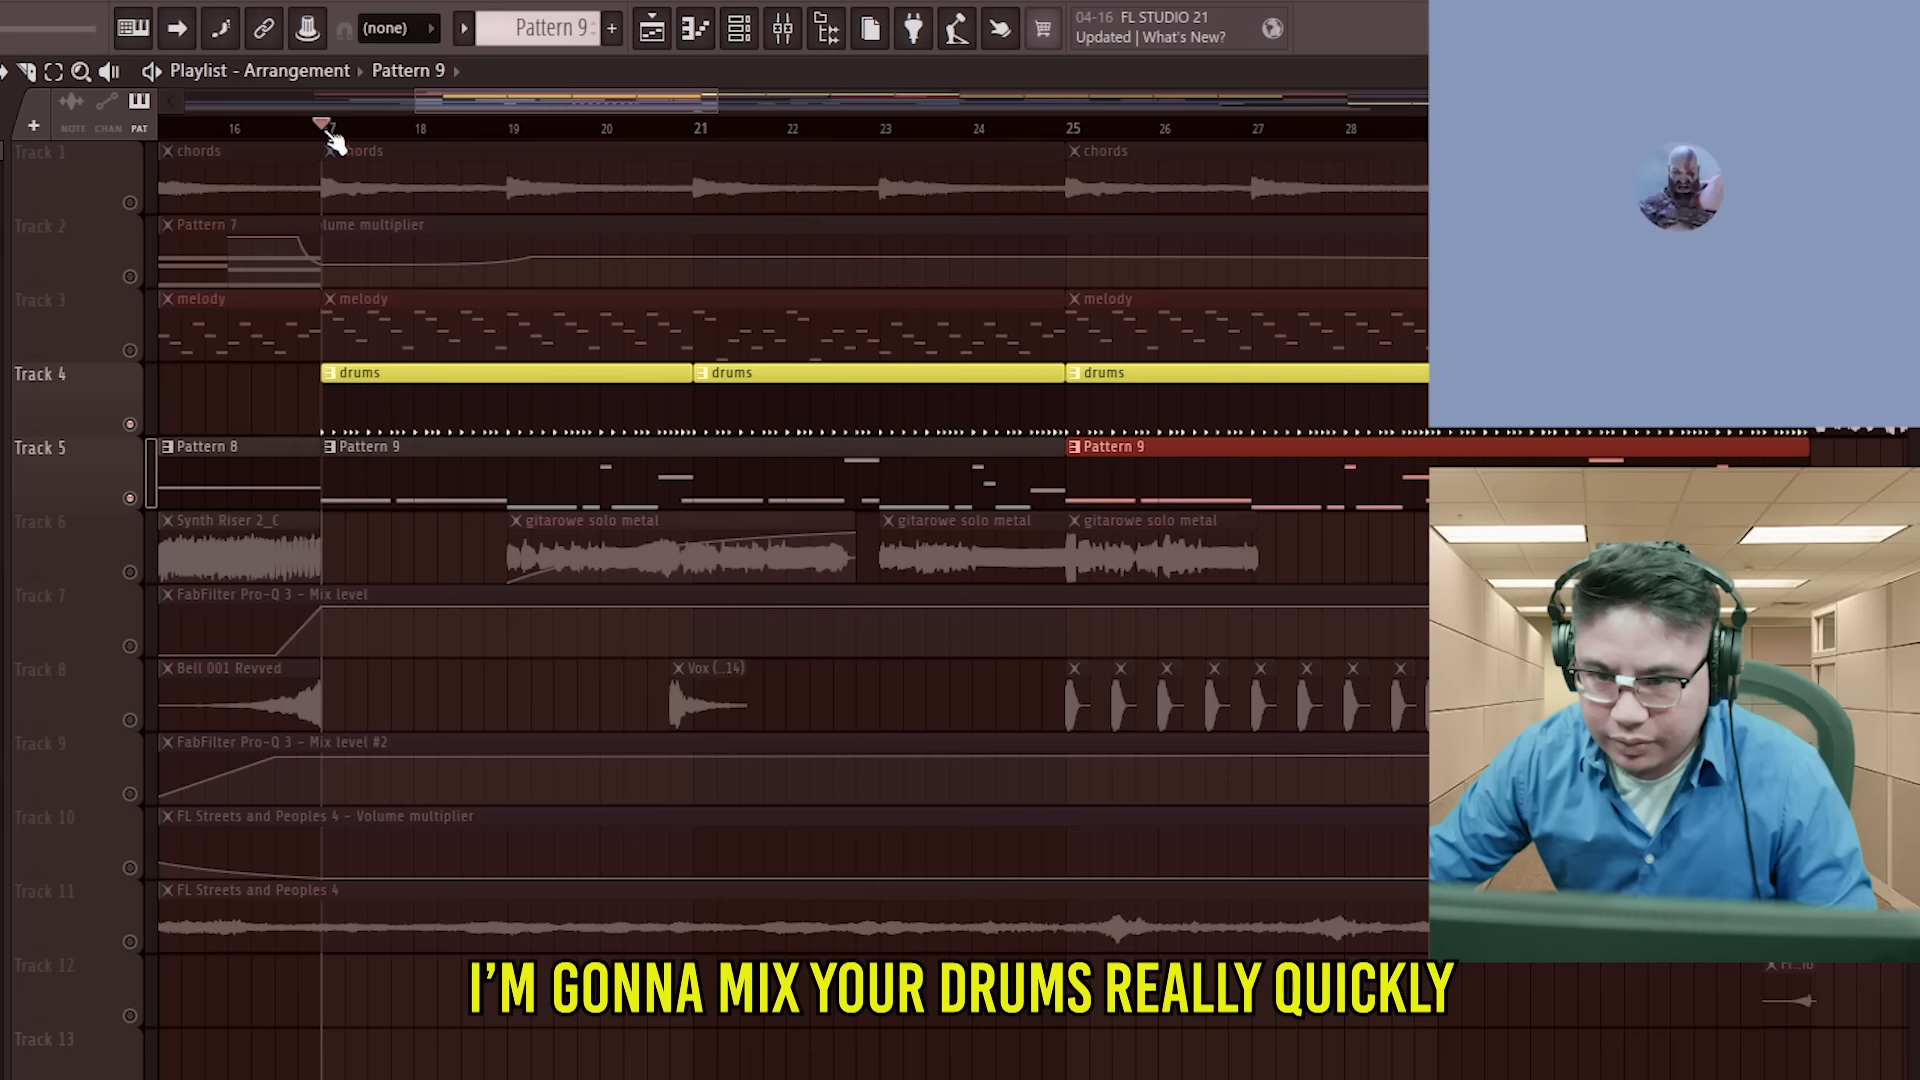 (none)
Pattern 9
04-16 FL STUDIO 21
Updated | What's New?
Playlist - Arrangement
Pattern 9
NOTE CHAN PAT
16 7 18 19 20 21 22 23 24 25 26 27 28
Track 1
chords
hords
chords
Track 2
Pattern 7
lume multiplier
Track 3
melody
melody
melody
Track 4
drums
drums
drums
Track 5
Pattern 8
Pattern 9
Pattern 9
Track 6
Synth Riser 2_C
gitarowe solo metal
gitarowe solo metal
gitarowe solo metal
Track 7
FabFilter Pro-Q 3 - Mix level
Track 8
Bell 001 Revved
Vox (..14)
Track 9
FabFilter Pro-Q 3 - Mix level #2
Track 10
FL Streets and Peoples 4 - Volume multiplier
Track 11
FL Streets and Peoples 4
Track 12
Track 13
I'M GONNA MIX YOUR DRUMS REALLY QUICKLY